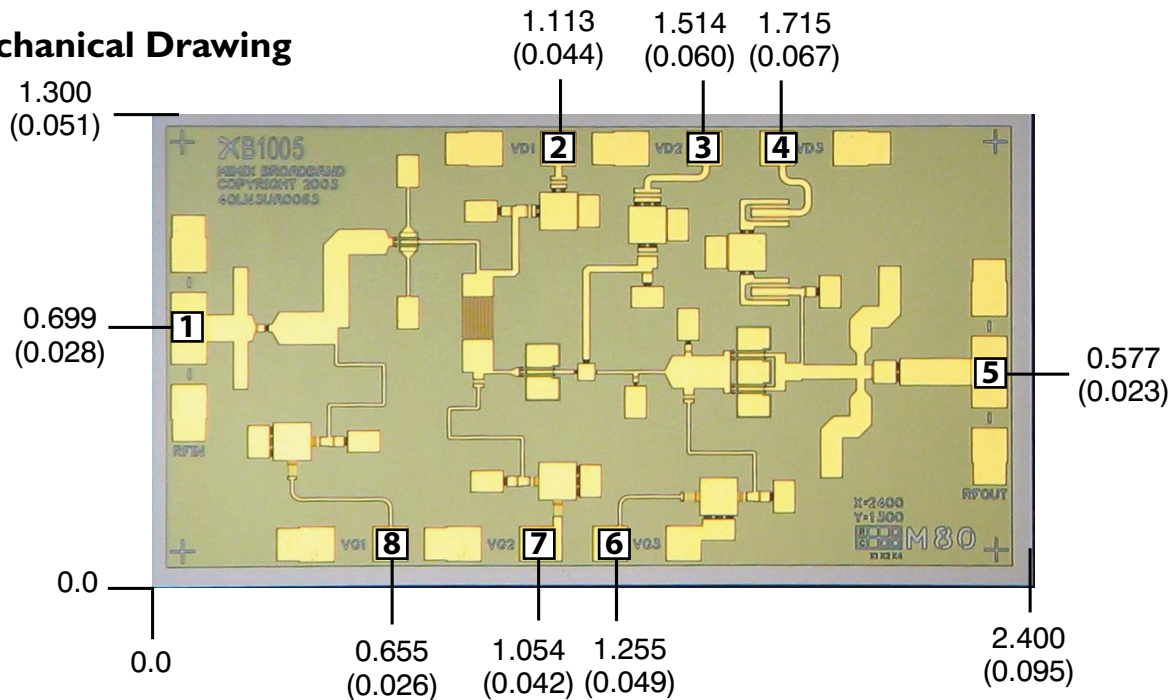 chanical Drawing
1.113
(0.044)
1.514
(0.060)
1.715
(0.067)
1.300
(0.051)
XB1005
MIMIX BROADBAND
COPYRIGHT 2003
40LN3UA0063
VD1
2
VD2
3
4
VD3
0.699
(0.028)
1
RFIN
5
0.577
(0.023)
RFOUT
X=2400
Y=1300
M80
VG1
8
VG2
7
6
VG3
0.0
0.0
0.655
(0.026)
1.054
(0.042)
1.255
(0.049)
2.400
(0.095)